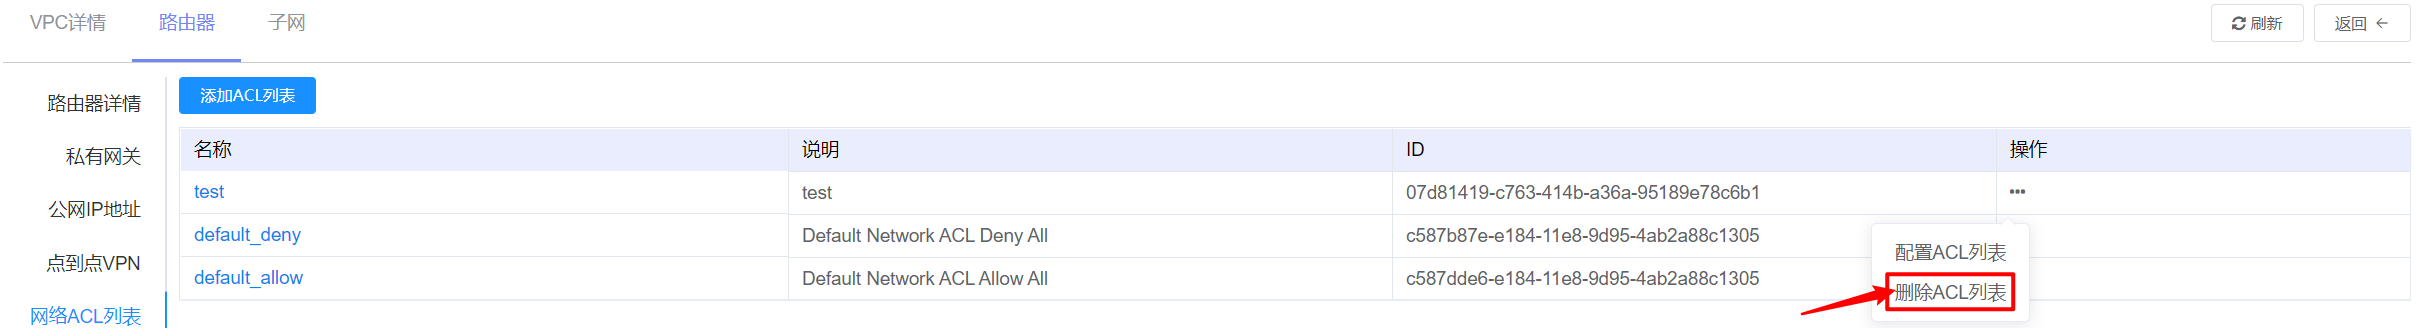 VPC详情 路由器 子网 刷新 返回 ←
添加ACL列表
路由器详情
私有网关
公网IP地址
点到点VPN
网络ACL列表
名称 说明 ID 操作
test test 07d81419-c763-414b-a36a-95189e78c6b1 •••
default_deny Default Network ACL Deny All c587b87e-e184-11e8-9d95-4ab2a88c1305
default_allow Default Network ACL Allow All c587dde6-e184-11e8-9d95-4ab2a88c1305
配置ACL列表
删除ACL列表